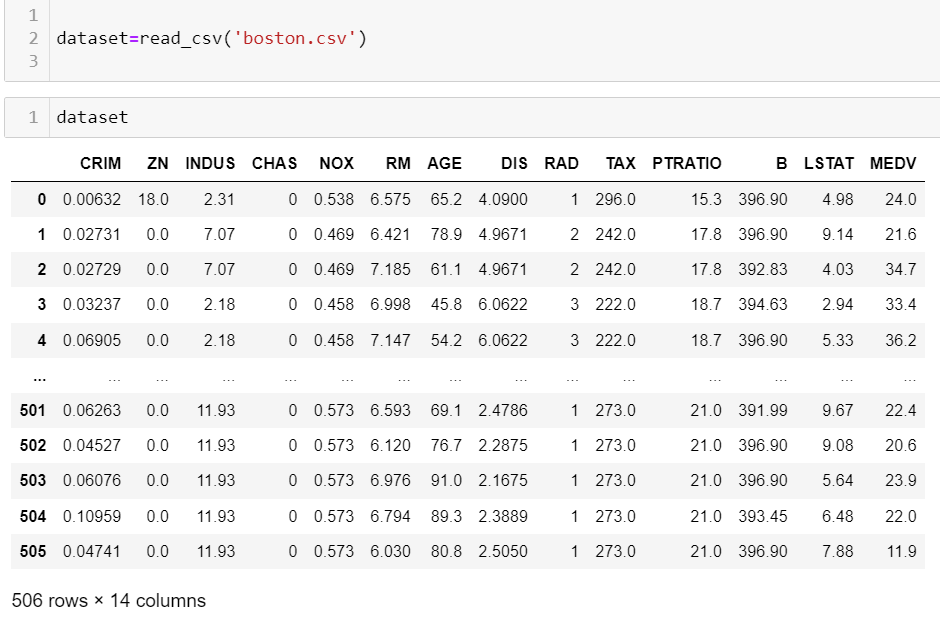 1
2 dataset=read_csv('boston.csv')
3
1 dataset
CRIM ZN INDUS CHAS NOX RM AGE DIS RAD TAX PTRATIO B LSTAT MEDV
0 0.00632 18.0 2.31 0 0.538 6.575 65.2 4.0900 1 296.0 15.3 396.90 4.98 24.0
1 0.02731 0.0 7.07 0 0.469 6.421 78.9 4.9671 2 242.0 17.8 396.90 9.14 21.6
2 0.02729 0.0 7.07 0 0.469 7.185 61.1 4.9671 2 242.0 17.8 392.83 4.03 34.7
3 0.03237 0.0 2.18 0 0.458 6.998 45.8 6.0622 3 222.0 18.7 394.63 2.94 33.4
4 0.06905 0.0 2.18 0 0.458 7.147 54.2 6.0622 3 222.0 18.7 396.90 5.33 36.2
... ... ... ... ... ... ... ... ... ... ... ... ... ... ...
501 0.06263 0.0 11.93 0 0.573 6.593 69.1 2.4786 1 273.0 21.0 391.99 9.67 22.4
502 0.04527 0.0 11.93 0 0.573 6.120 76.7 2.2875 1 273.0 21.0 396.90 9.08 20.6
503 0.06076 0.0 11.93 0 0.573 6.976 91.0 2.1675 1 273.0 21.0 396.90 5.64 23.9
504 0.10959 0.0 11.93 0 0.573 6.794 89.3 2.3889 1 273.0 21.0 393.45 6.48 22.0
505 0.04741 0.0 11.93 0 0.573 6.030 80.8 2.5050 1 273.0 21.0 396.90 7.88 11.9
506 rows × 14 columns